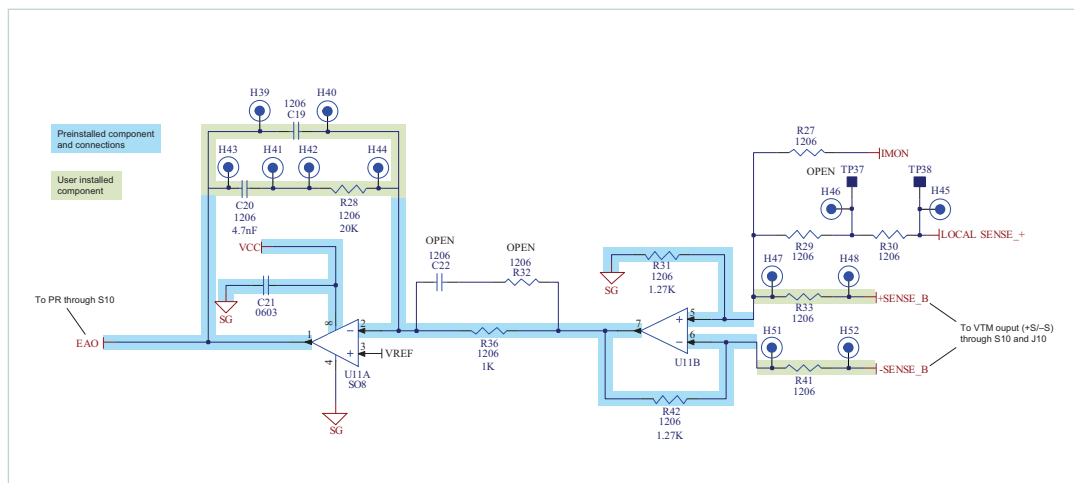 H39
H40
1206
C19
Preinstalled component
and connections
H43
H41
H42
H44
User installed
component
C20
1206
4.7nF
R28
1206
20K
VCC
C21
0603
SG
To PR through S10
EAO
1
8
2
3
4
VREF
U11A
SO8
SG
OPEN
1206
C22
OPEN
1206
R32
R36
1206
1K
SG
R31
1206
1.27K
7
5
6
U11B
R42
1206
1.27K
R27
1206
IMON
OPEN
TP37
TP38
H46
H45
R29
1206
R30
1206
LOCAL SENSE_+
H47
H48
R33
1206
+SENSE_B
To VTM ouput (+S/–S)
through S10 and J10
H51
H52
R41
1206
-SENSE_B